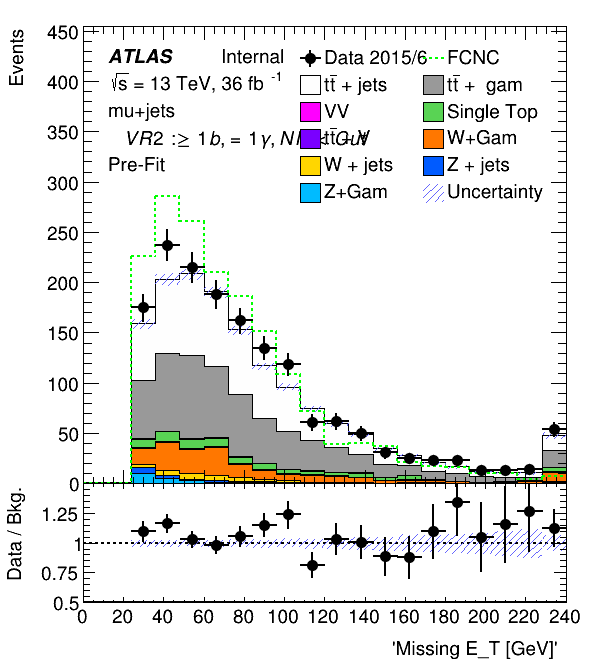 Events
450
400
350
300
250
200
150
100
50
0
ATLAS Internal
√s = 13 TeV, 36 fb -1
mu+jets
VR2 :≥ 1b, = 1γ,
Pre-Fit
Data 2015/6 FCNC
tt̄ + jets tt̄ + gam
VV Single Top
W+Gam
W + jets Z + jets
Z+Gam Uncertainty
Data / Bkg.
1.25
1
0.75
0.5
0 20 40 60 80 100 120 140 160 180 200 220 240
'Missing E_T [GeV]'